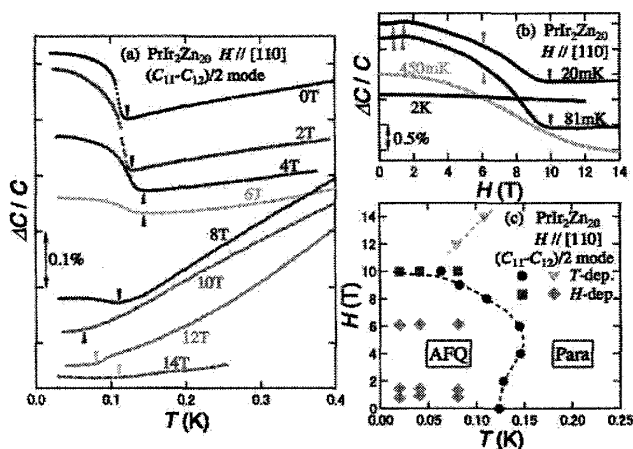 (a) PrIr₂Zn₂₀ H // [110]
(C₁₁-C₁₂)/2 mode
0T
2T
4T
6T
8T
10T
12T
14T
0.1%
ΔC / C
0.0 0.1 0.2 0.3 0.4
T (K)
(b) PrIr₂Zn₂₀
H // [110]
450mK
20mK
2K
81mK
0.5%
ΔC / C
0 2 4 6 8 10 12 14
H (T)
(c) PrIr₂Zn₂₀
H // [110]
(C₁₁-C₁₂)/2 mode
T-dep.
H-dep.
AFQ
Para
H (T)
14
12
10
8
6
4
2
0
0.00 0.05 0.10 0.15 0.20 0.25
T (K)